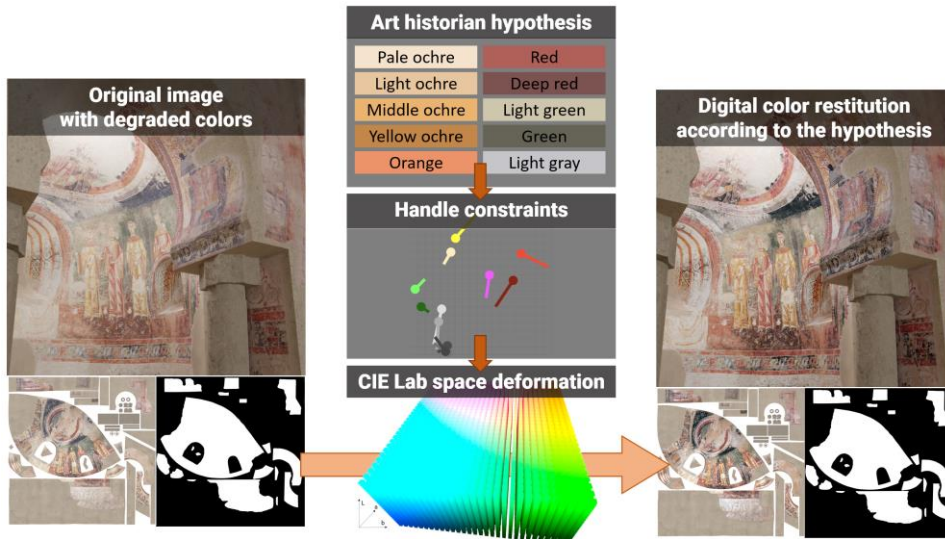 Art historian hypothesis
Pale ochre
Red
Light ochre
Deep red
Middle ochre
Light green
Yellow ochre
Green
Orange
Light gray
Original image
with degraded colors
Handle constraints
CIE Lab space deformation
L
a
b
Digital color restitution
according to the hypothesis